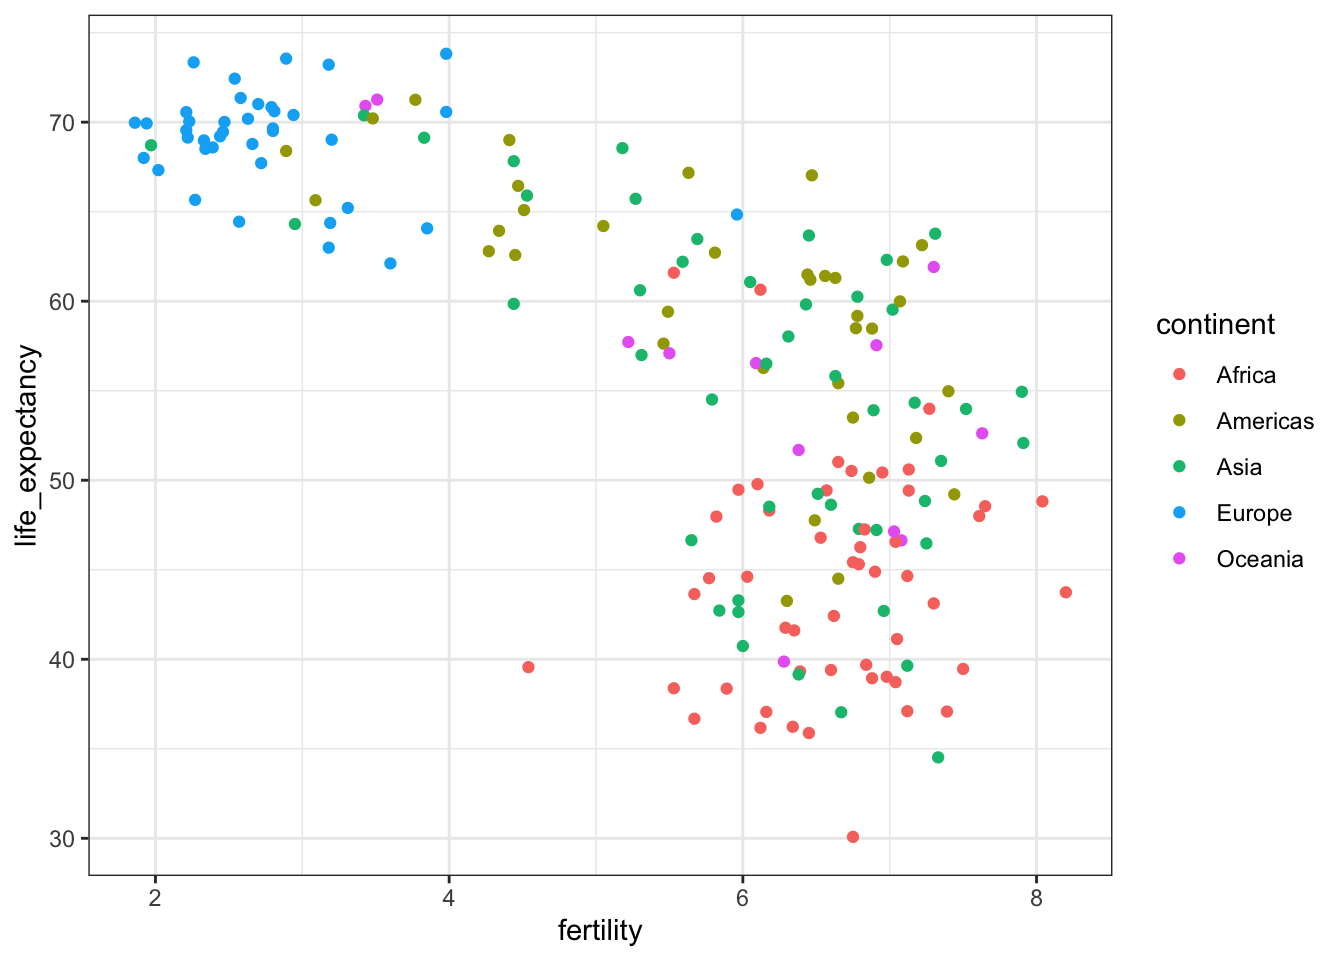 70
60
50
40
30
life_expectancy
2
4
6
8
fertility
continent
Africa
Americas
Asia
Europe
Oceania